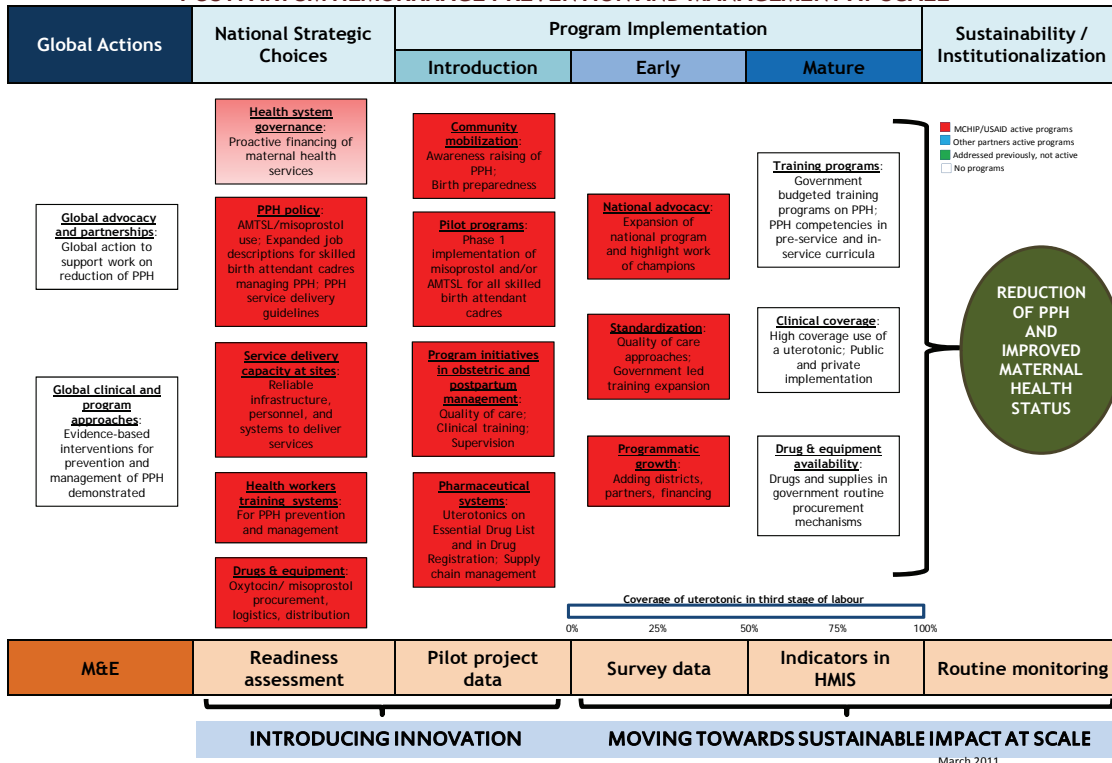 POSTPARTUM HEMORRHAGE PREVENTION AND MANAGEMENT AT SCALE
Global Actions
National Strategic
Choices
Program Implementation
Introduction
Early
Mature
Sustainability /
Institutionalization
Global advocacy
and partnerships:
Global action to
support work on
reduction of PPH
Global clinical and
program
approaches:
Evidence-based
interventions for
prevention and
management of PPH
demonstrated
Health system
governance:
Proactive financing of
maternal health
services
PPH policy:
AMTSL/misoprostol
use; Expanded job
descriptions for skilled
birth attendant cadres
managing PPH; PPH
service delivery
guidelines
Service delivery
capacity at sites:
Reliable
infrastructure,
personnel, and
systems to deliver
services
Health workers
training systems:
For PPH prevention
and management
Drugs & equipment:
Oxytocin/ misoprostol
procurement,
logistics, distribution
Community
mobilization:
Awareness raising of
PPH;
Birth preparedness
Pilot programs:
Phase 1
implementation of
misoprostol and/or
AMTSL for all skilled
birth attendant
cadres
Program initiatives
in obstetric and
postpartum
management:
Quality of care;
Clinical training;
Supervision
Pharmaceutical
systems:
Uterotonics on
Essential Drug List
and in Drug
Registration; Supply
chain management
National advocacy:
Expansion of
national program
and highlight work
of champions
Standardization:
Quality of care
approaches;
Government led
training expansion
Programmatic
growth:
Adding districts,
partners, financing
Training programs:
Government
budgeted training
programs on PPH;
PPH competencies in
pre-service and in-
service curricula
Clinical coverage:
High coverage use of
a uterotonic; Public
and private
implementation
Drug & equipment
availability:
Drugs and supplies in
government routine
procurement
mechanisms
MCHIP/USAID active programs
Other partners active programs
Addressed previously, not active
No programs
REDUCTION
OF PPH
AND
IMPROVED
MATERNAL
HEALTH
STATUS
Coverage of uterotonic in third stage of labour
0% 25% 50% 75% 100%
M&E
Readiness
assessment
Pilot project
data
Survey data
Indicators in
HMIS
Routine monitoring
INTRODUCING INNOVATION
MOVING TOWARDS SUSTAINABLE IMPACT AT SCALE
March 2011